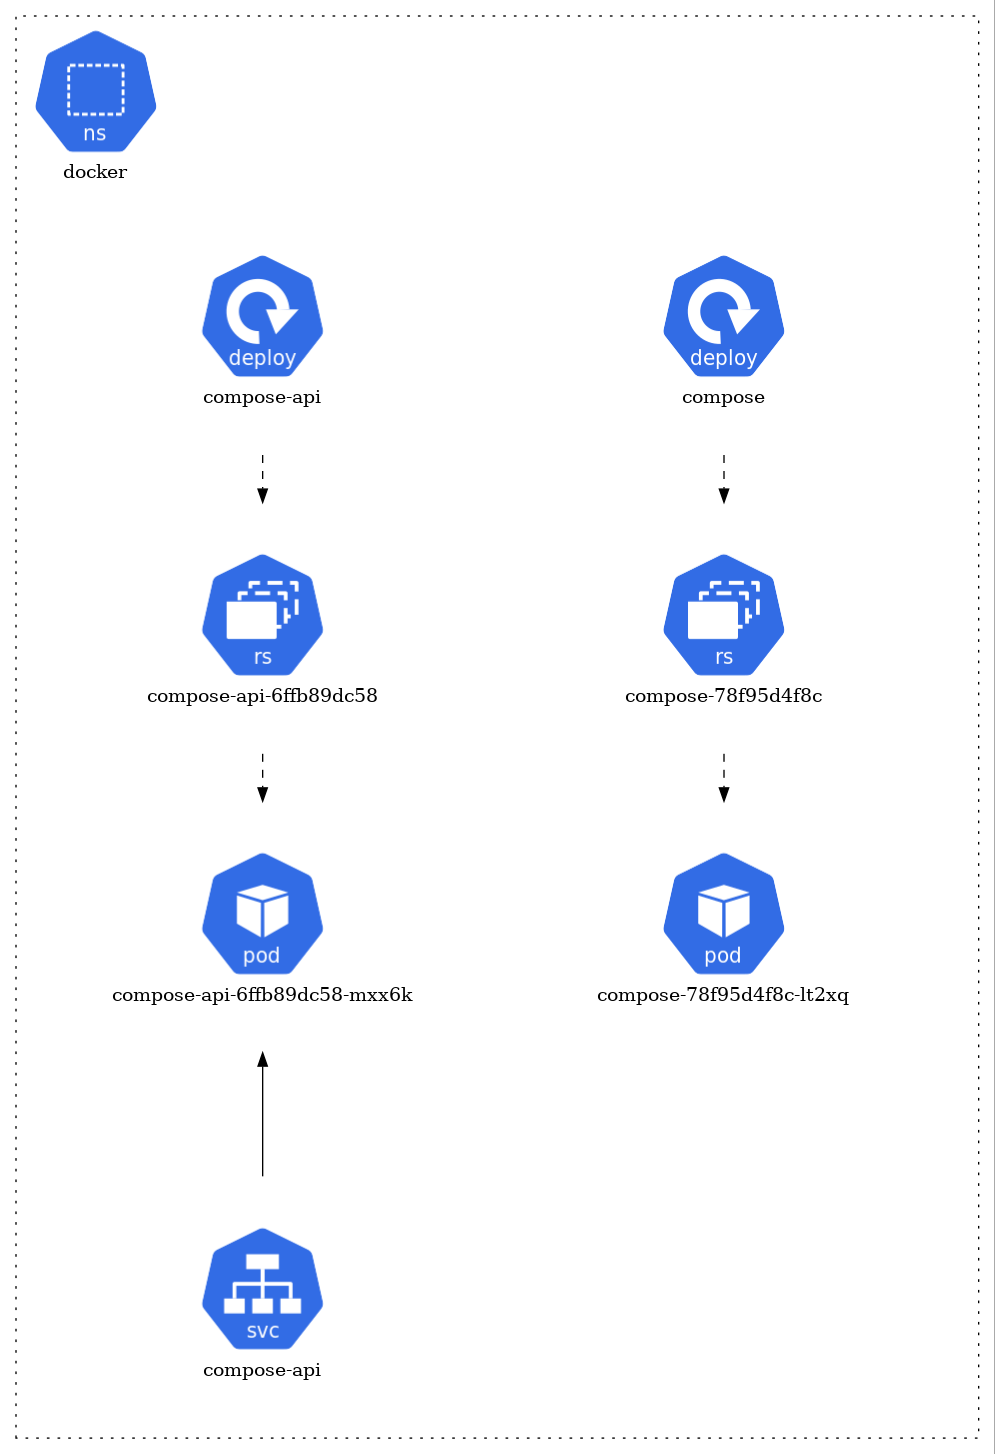 ns
docker
deploy
compose-api
deploy
compose
rs
compose-api-6ffb89dc58
rs
compose-78f95d4f8c
pod
compose-api-6ffb89dc58-mxx6k
pod
compose-78f95d4f8c-lt2xq
svc
compose-api